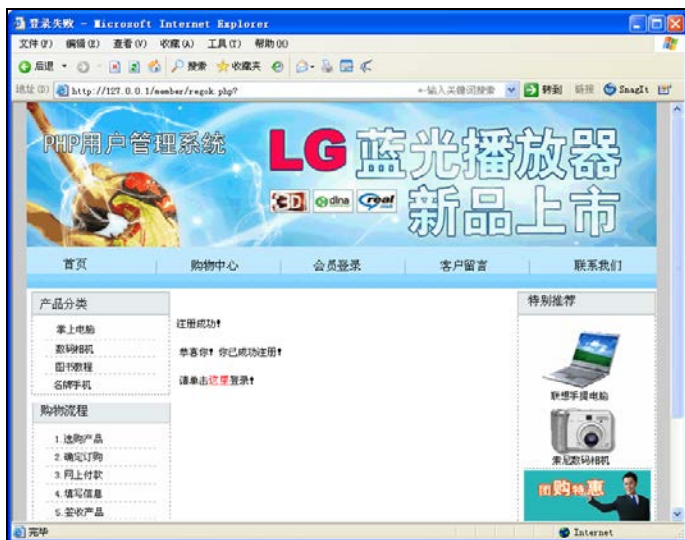 登录失败 - Microsoft Internet Explorer
文件(F) 编辑(E) 查看(V) 收藏(A) 工具(T) 帮助(H)
后退 搜索 收藏夹
地址(D) http://127.0.0.1/member/regok.php? 输入关键词搜索 转到 链接 SnagIt
PHP用户管理系统
LG 蓝光播放器
3D dlna real
新品上市
首页 购物中心 会员登录 客户留言 联系我们
产品分类
掌上电脑
数码相机
图书教程
名牌手机
购物流程
1.选购产品
2.确定订购
3.网上付款
4.填写信息
5.签收产品
注册成功!
恭喜你! 你已成功注册!
请单击这里登录!
特别推荐
联想手提电脑
索尼数码相机
团购特惠
完毕 Internet